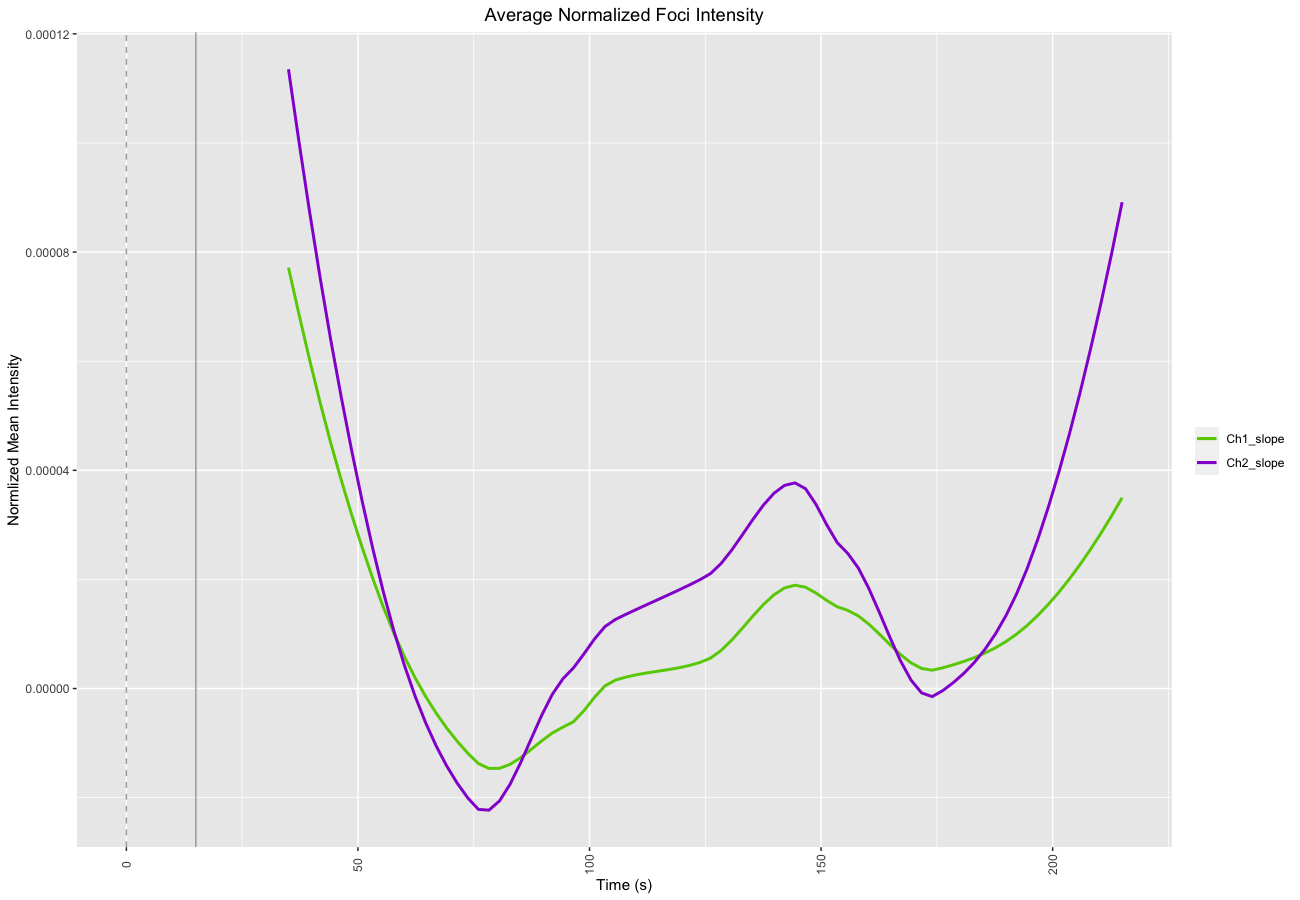 Average Normalized Foci Intensity
Normlized Mean Intensity
0.00012
0.00008
0.00004
0.00000
0
50
100
150
200
Time (s)
Ch1_slope
Ch2_slope